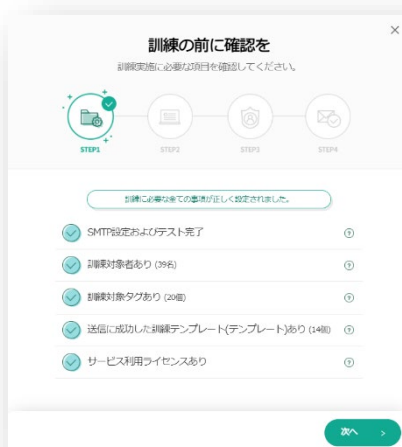 訓練の前に確認を
訓練実施に必要な項目を確認してください。
STEP1 STEP2 STEP3 STEP4
訓練に必要な全ての事項が正しく設定されました。
SMTP設定およびテスト完了
訓練対象者あり (39名)
訓練対象タグあり (20個)
送信に成功した訓練テンプレート(テンプレート)あり (14個)
サービス利用ライセンスあり
次へ >